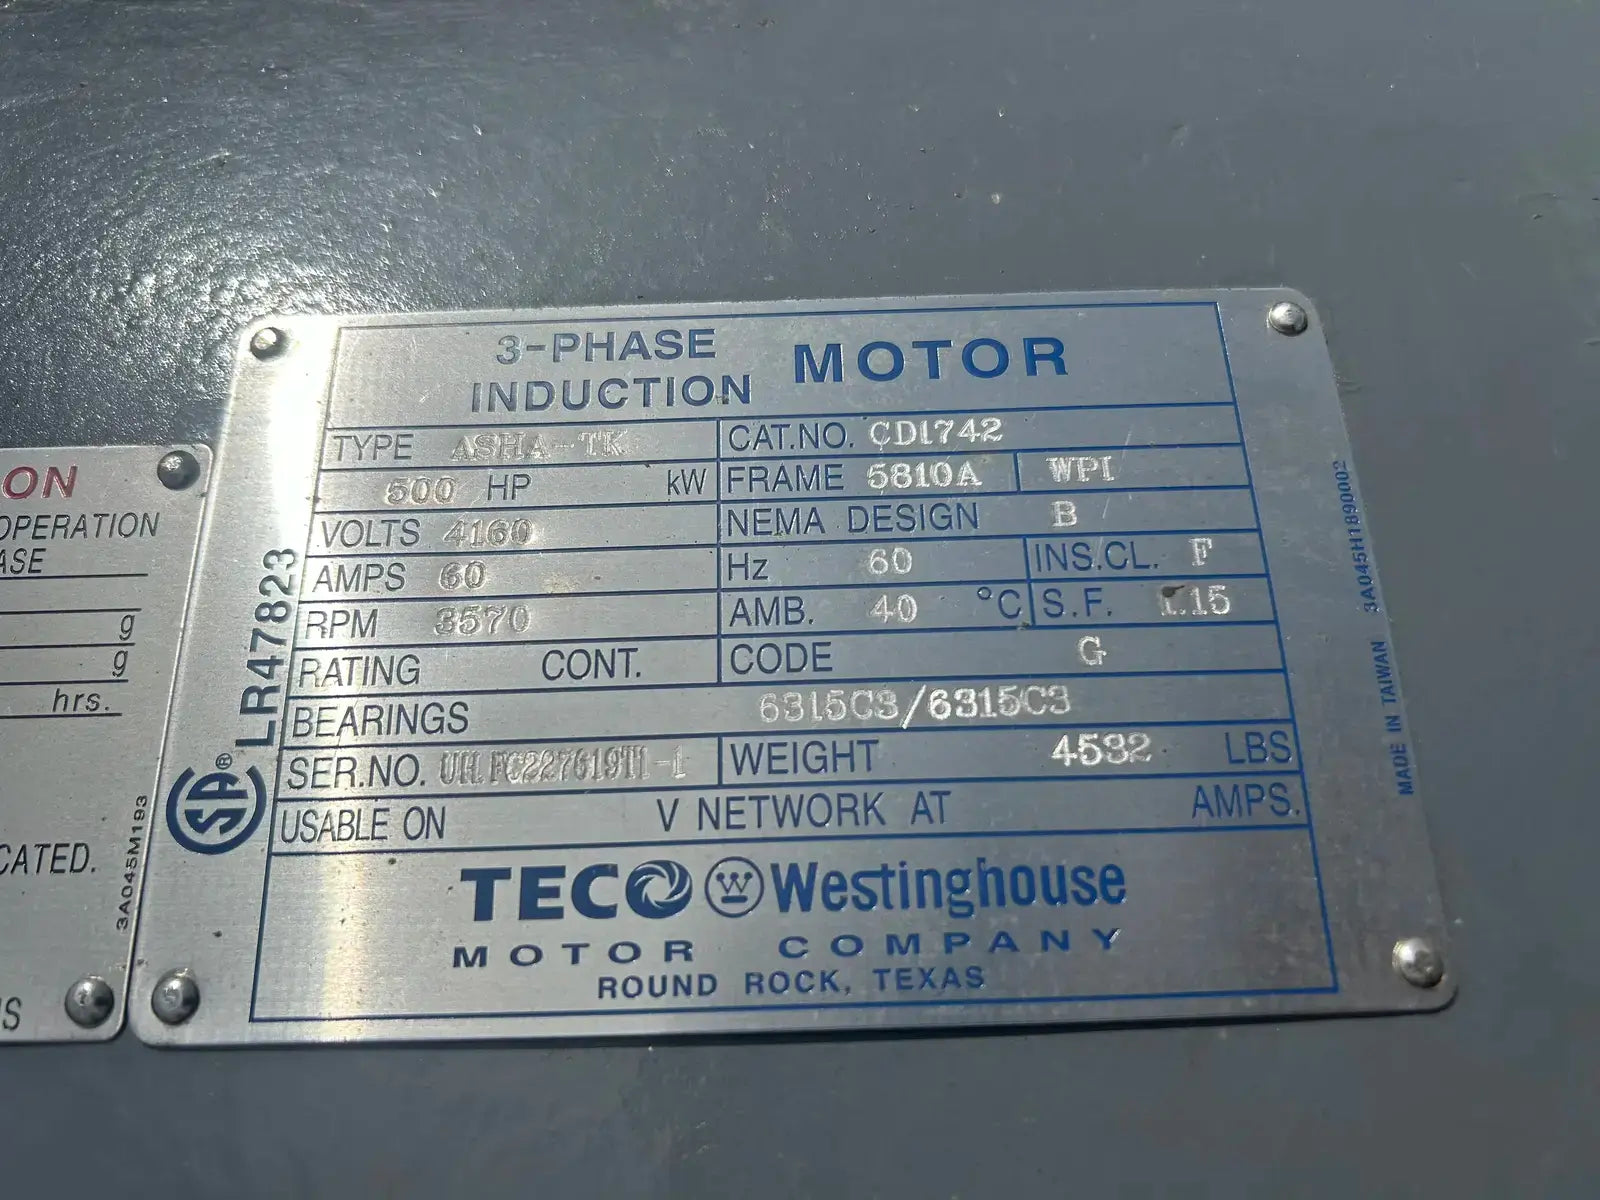 3-PHASE
INDUCTION MOTOR
TYPE ASHA-TK CAT.NO. CD1742
500 HP kW FRAME 5810A WPI
VOLTS 4160 NEMA DESIGN B
AMPS 60 Hz 60 INS.CL. F
RPM 3570 AMB. 40 °C S.F. 1.15
RATING CONT. CODE G
BEARINGS 6315C3/6315C3
SER.NO. WEIGHT 4532 LBS
USABLE ON V NETWORK AT AMPS.
TECO W Westinghouse
MOTOR COMPANY
ROUND ROCK, TEXAS
SA® LR47823
MADE IN TAIWAN 3A045H1890002
ON
OPERATION
ASE
g
g
hrs.
CATED.
3A045M193
S